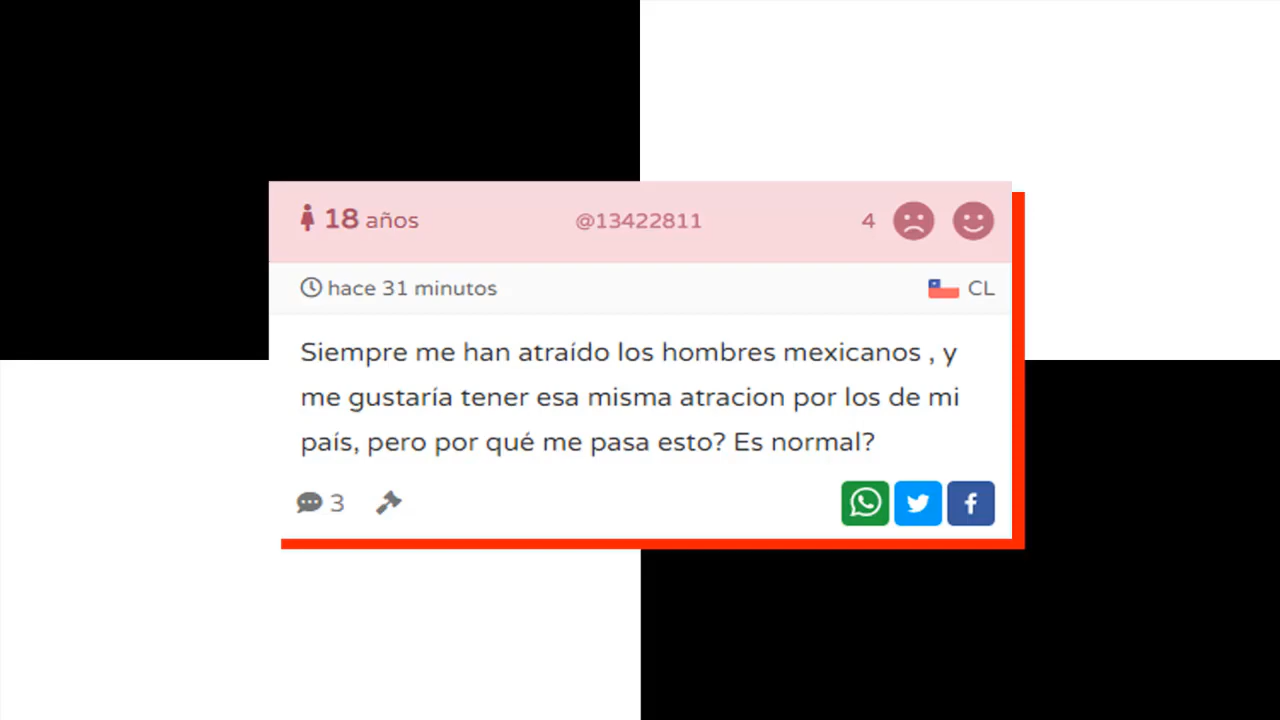 18 años @13422811 4
hace 31 minutos CL
Siempre me han atraído los hombres mexicanos , y
me gustaría tener esa misma atracion por los de mi
país, pero por qué me pasa esto? Es normal?
3